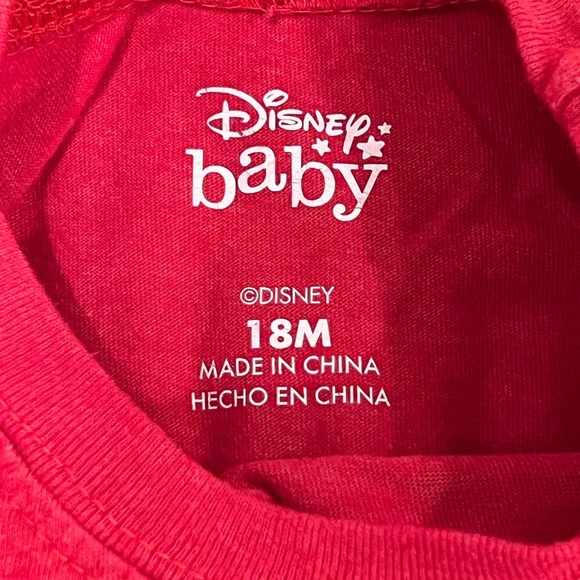 Disney
baby
©DISNEY
18M
MADE IN CHINA
HECHO EN CHINA